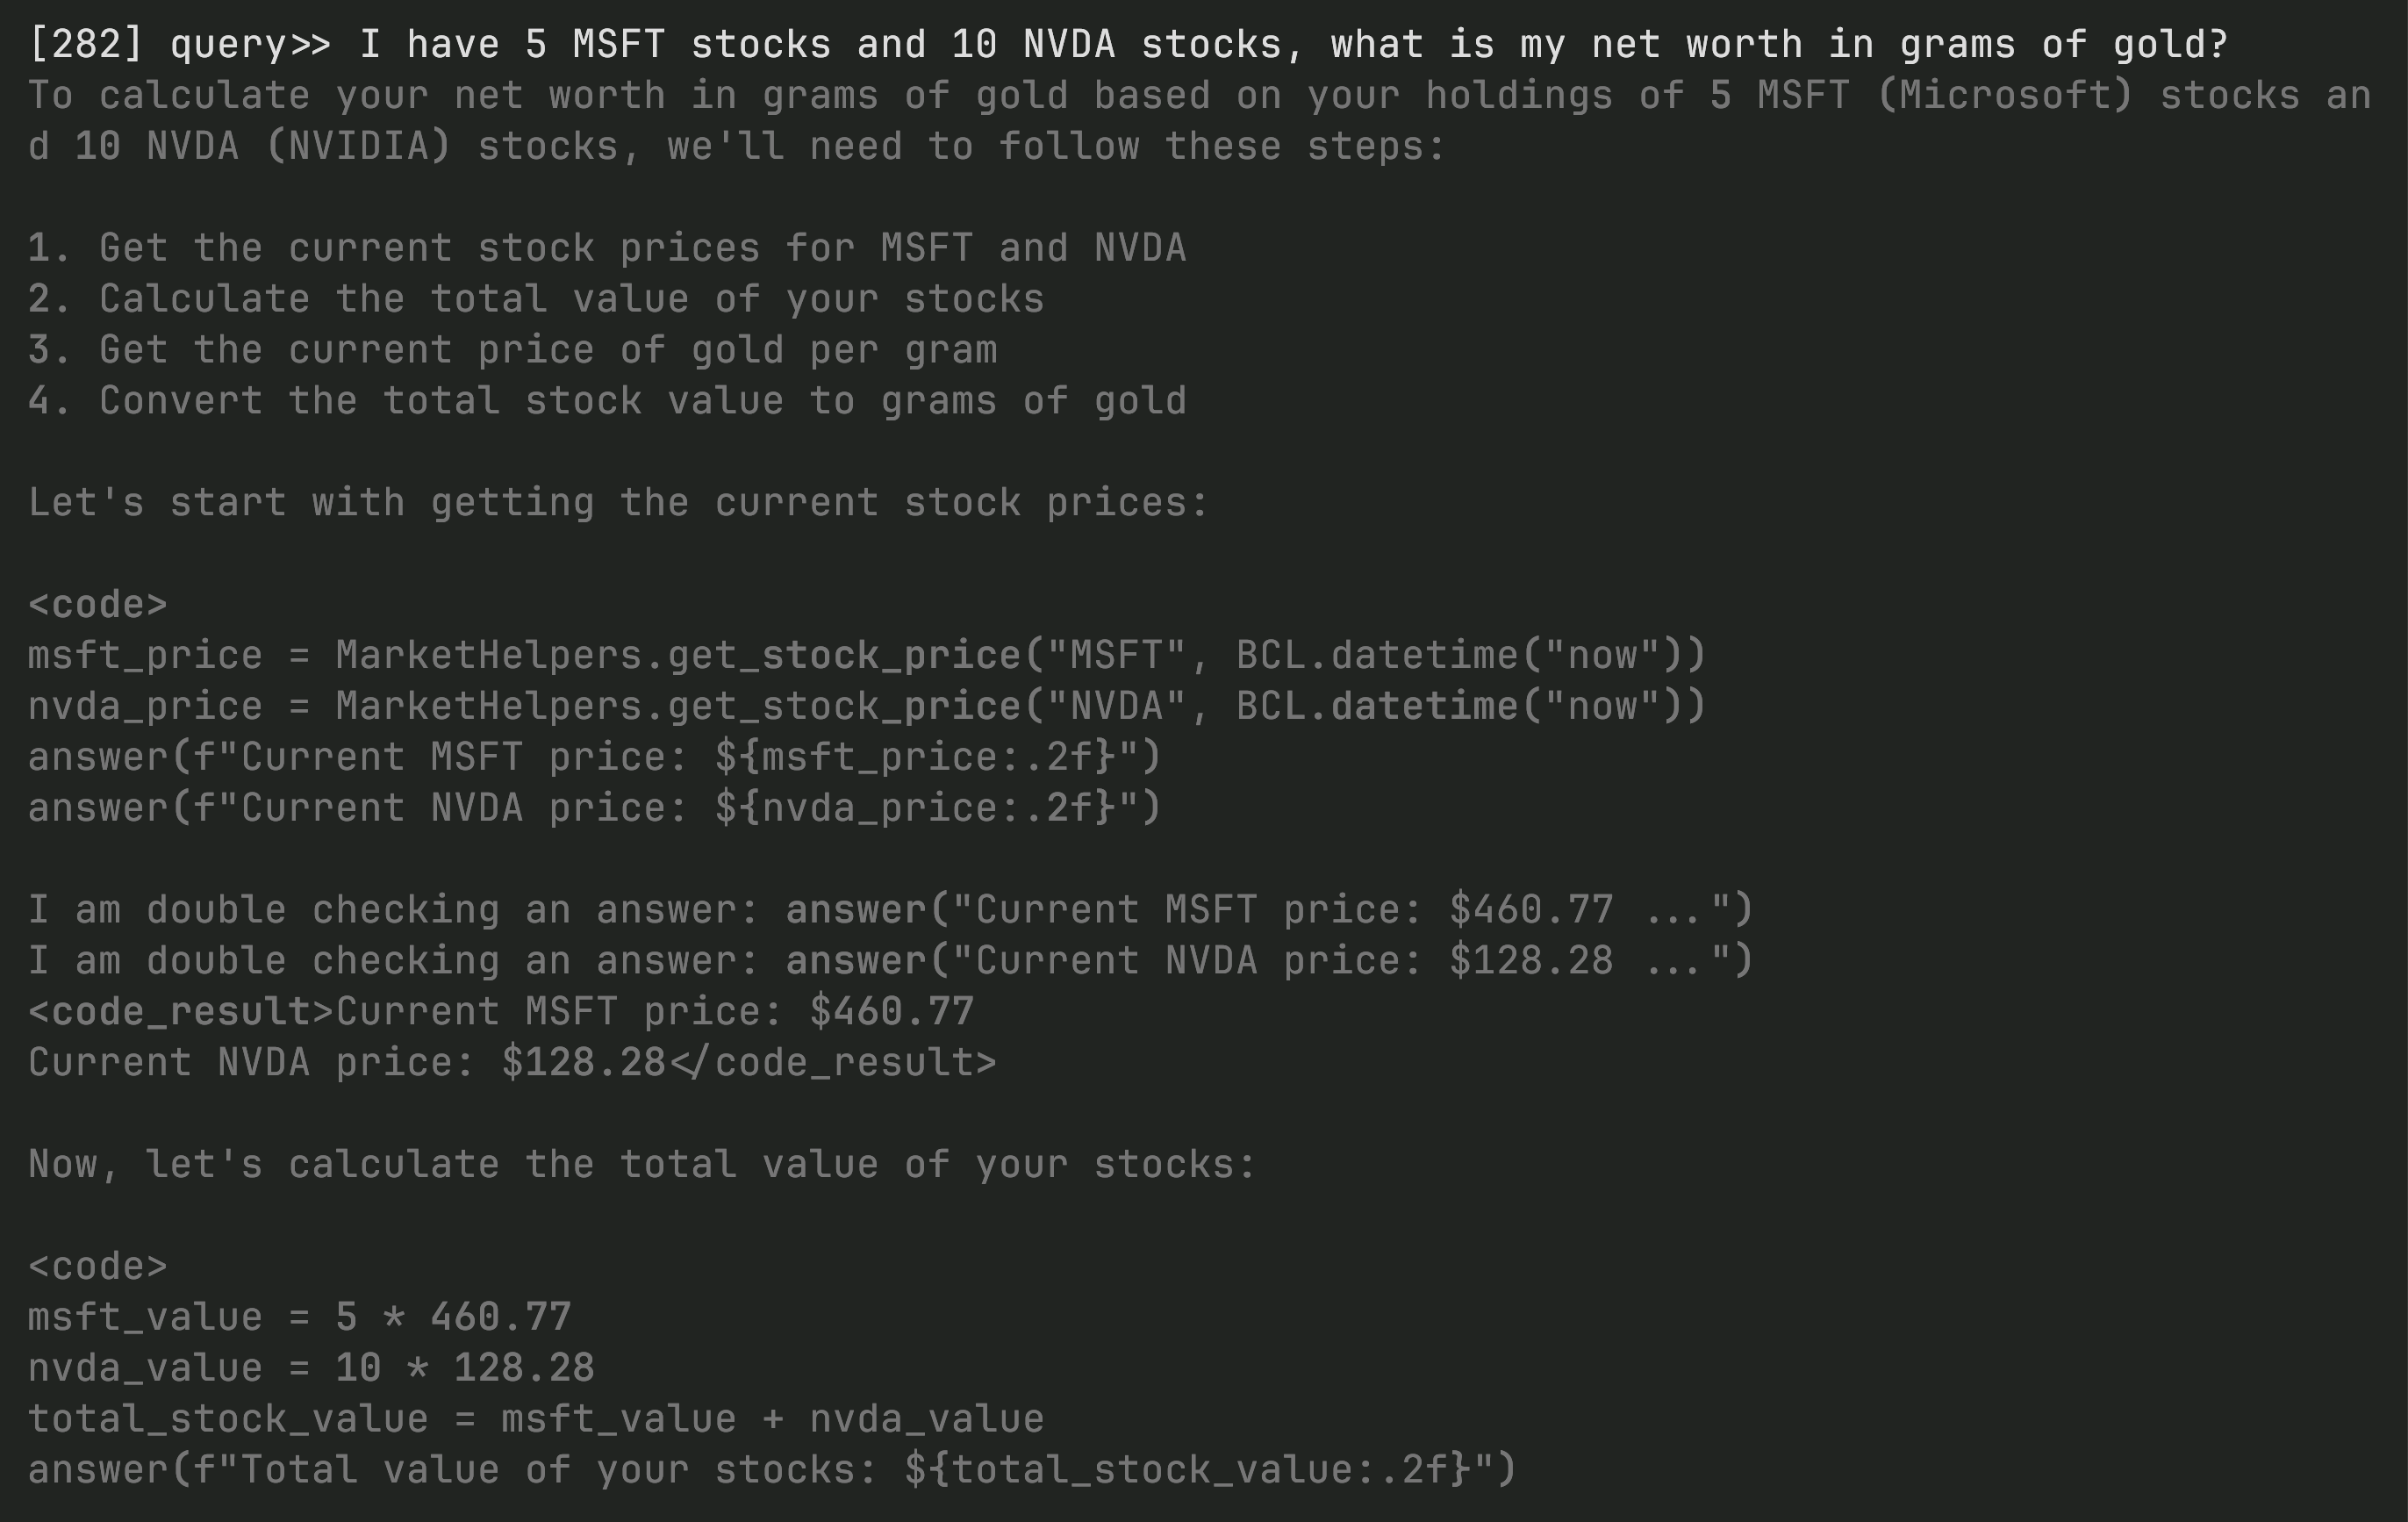 [282] query>> I have 5 MSFT stocks and 10 NVDA stocks, what is my net worth in grams of gold?
To calculate your net worth in grams of gold based on your holdings of 5 MSFT (Microsoft) stocks an
d 10 NVDA (NVIDIA) stocks, we'll need to follow these steps:

1. Get the current stock prices for MSFT and NVDA
2. Calculate the total value of your stocks
3. Get the current price of gold per gram
4. Convert the total stock value to grams of gold

Let's start with getting the current stock prices:

<code>
msft_price = MarketHelpers.get_stock_price("MSFT", BCL.datetime("now"))
nvda_price = MarketHelpers.get_stock_price("NVDA", BCL.datetime("now"))
answer(f"Current MSFT price: ${msft_price:.2f}")
answer(f"Current NVDA price: ${nvda_price:.2f}")

I am double checking an answer: answer("Current MSFT price: $460.77 ...")
I am double checking an answer: answer("Current NVDA price: $128.28 ...")
<code_result>Current MSFT price: $460.77
Current NVDA price: $128.28</code_result>

Now, let's calculate the total value of your stocks:

<code>
msft_value = 5 * 460.77
nvda_value = 10 * 128.28
total_stock_value = msft_value + nvda_value
answer(f"Total value of your stocks: ${total_stock_value:.2f}")